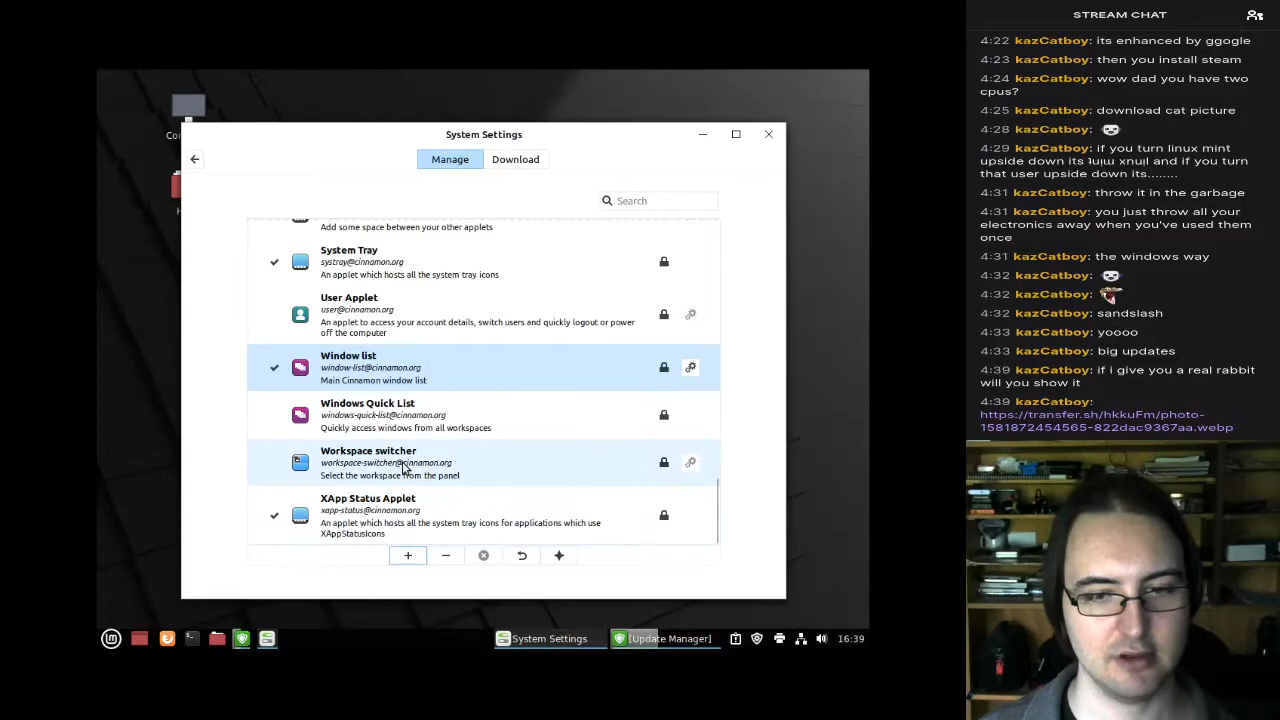 System Settings
Manage
Download
Search
Add some space between your other applets
System Tray
systray@cinnamon.org
An applet which hosts all the system tray icons
User Applet
user@cinnamon.org
An applet to access your account details, switch users and quickly logout or power
off the computer
Window list
window-list@cinnamon.org
Main Cinnamon window list
Windows Quick List
windows-quick-list@cinnamon.org
Quickly access windows from all workspaces
Workspace switcher
workspace-switcher@cinnamon.org
Select the workspace from the panel
XApp Status Applet
xapp-status@cinnamon.org
An applet which hosts all the system tray icons for applications which use
XAppStatusIcons
System Settings
[Update Manager]
16:39
STREAM CHAT
4:22 kazCatboy: its enhanced by ggogle
4:23 kazCatboy: then you install steam
4:24 kazCatboy: wow dad you have two
cpus?
4:25 kazCatboy: download cat picture
4:28 kazCatboy:
4:29 kazCatboy: if you turn linux mint
upside down its ʇuıɯ xnuıl and if you turn
that user upside down its........
4:31 kazCatboy: throw it in the garbage
4:31 kazCatboy: you just throw all your
electronics away when you've used them
once
4:31 kazCatboy: the windows way
4:32 kazCatboy:
4:32 kazCatboy:
4:32 kazCatboy: sandslash
4:33 kazCatboy: yoooo
4:33 kazCatboy: big updates
4:39 kazCatboy: if i give you a real rabbit
will you show it
4:39 kazCatboy:
https://transfer.sh/hkkuFm/photo-
1581872454565-822dac9367aa.webp